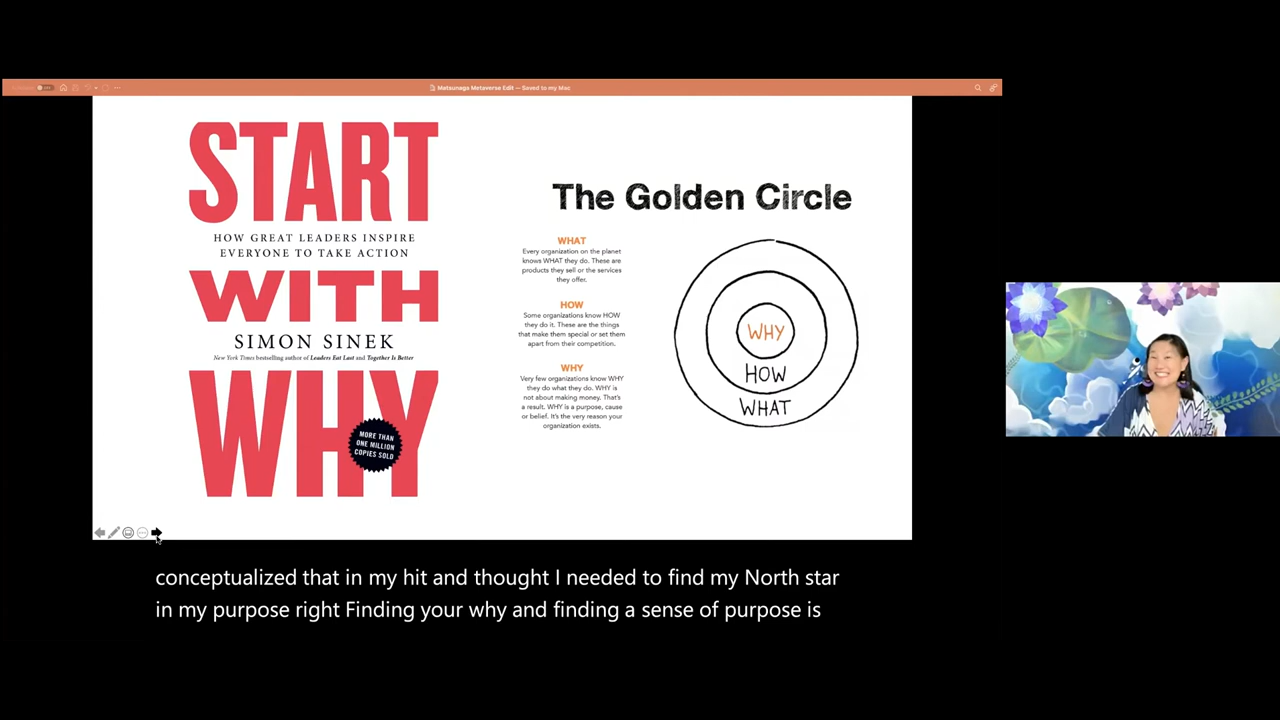 Matsunaga Metaverse Edit — Saved to my Mac
START
HOW GREAT LEADERS INSPIRE
EVERYONE TO TAKE ACTION
WITH
SIMON SINEK
New York Times bestselling author of Leaders Eat Last and Together Is Better
WHY
MORE THAN
ONE MILLION
COPIES SOLD
The Golden Circle
WHAT
Every organization on the planet
knows WHAT they do. These are
products they sell or the services
they offer.
HOW
Some organizations know HOW
they do it. These are the things
that make them special or set them
apart from their competition.
WHY
Very few organizations know WHY
they do what they do. WHY is
not about making money. That's
a result. WHY is a purpose, cause
or belief. It's the very reason your
organization exists.
WHY
HOW
WHAT
conceptualized that in my hit and thought I needed to find my North star
in my purpose right Finding your why and finding a sense of purpose is